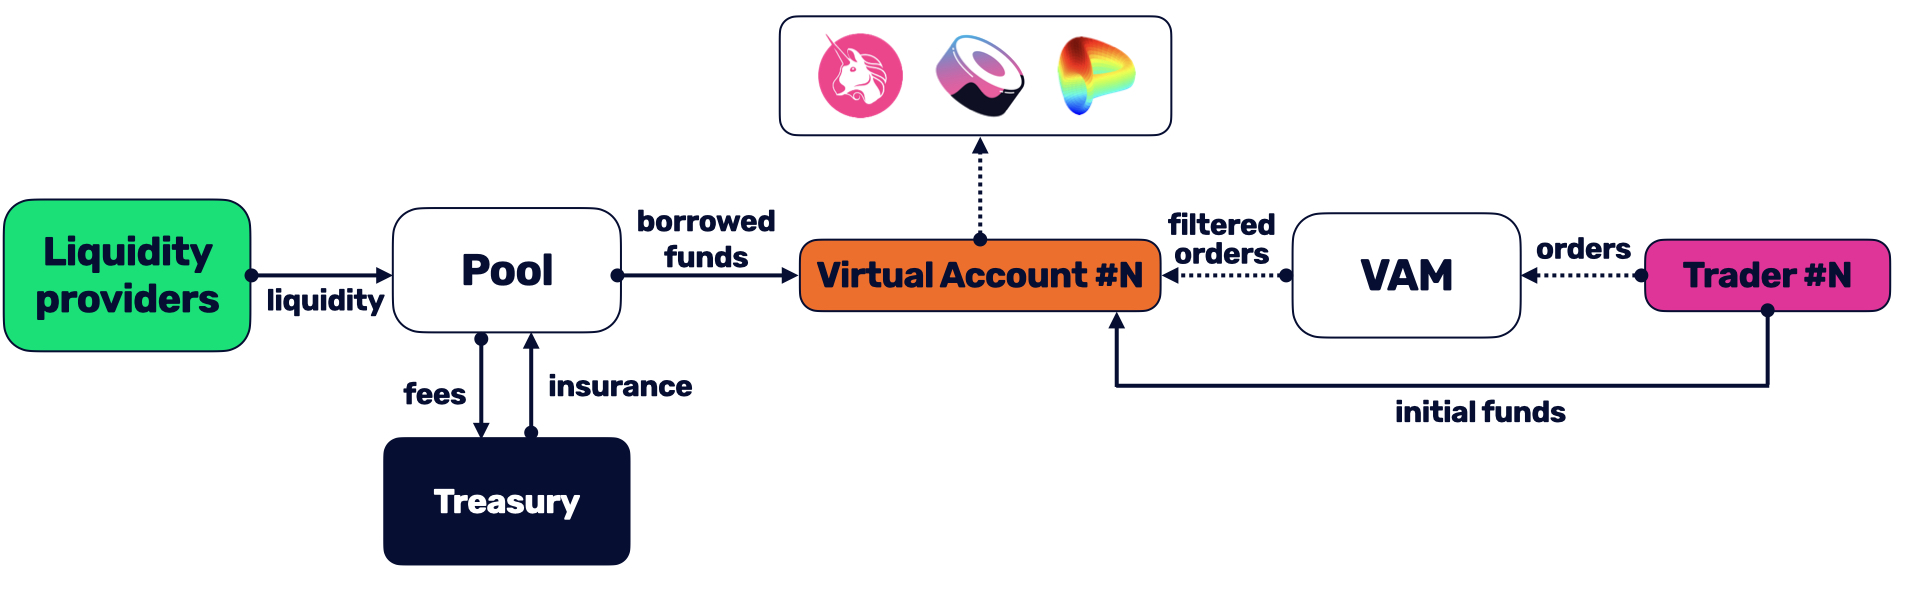 Liquidity
providers
liquidity
Pool
borrowed
funds
fees
insurance
Treasury
Virtual Account #N
filtered
orders
VAM
orders
Trader #N
initial funds